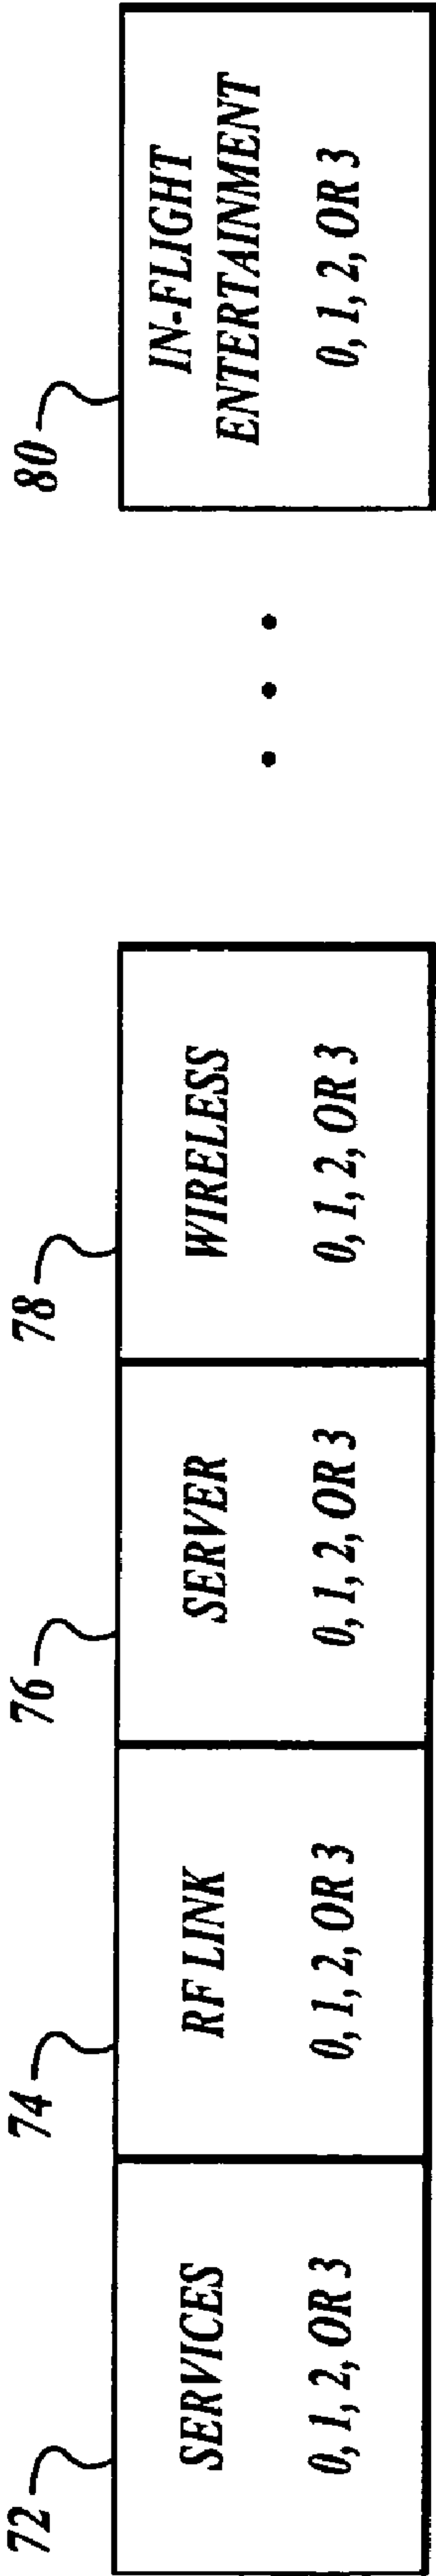 72
SERVICES
0, 1, 2, OR 3
74
RF LINK
0, 1, 2, OR 3
76
SERVER
0, 1, 2, OR 3
78
WIRELESS
0, 1, 2, OR 3
80
IN-FLIGHT
ENTERTAINMENT
0, 1, 2, OR 3